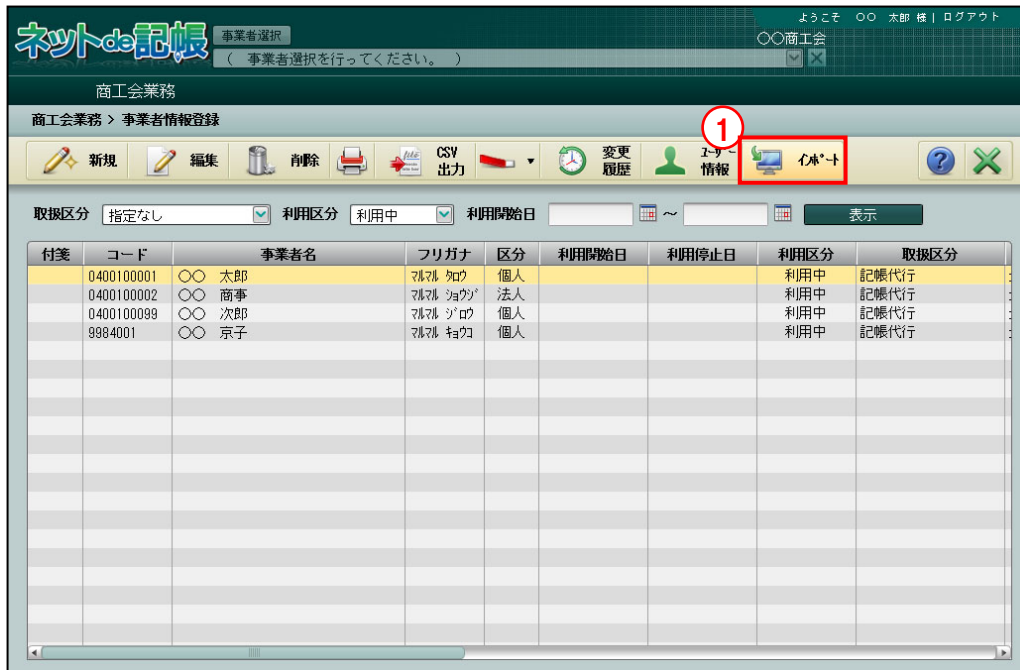 ようこそ ○○ 太郎 様 | ログアウト
ネットde記帳
事業者選択
○○商工会
( 事業者選択を行ってください。 )
商工会業務
商工会業務 > 事業者情報登録
1
新規 編集 削除 CSV出力 変更履歴 ﾕｰｻﾞｰ情報 ｲﾝﾎﾟｰﾄ
取扱区分 指定なし 利用区分 利用中 利用開始日 ～ 表示
付箋 コード 事業者名 フリガナ 区分 利用開始日 利用停止日 利用区分 取扱区分
0400100001 ○○ 太郎 ﾏﾙﾏﾙ ﾀﾛｳ 個人 利用中 記帳代行
0400100002 ○○ 商事 ﾏﾙﾏﾙ ｼｮｳｼﾞ 法人 利用中 記帳代行
0400100099 ○○ 次郎 ﾏﾙﾏﾙ ｼﾞﾛｳ 個人 利用中 記帳代行
9984001 ○○ 京子 ﾏﾙﾏﾙ ｷｮｳｺ 個人 利用中 記帳代行